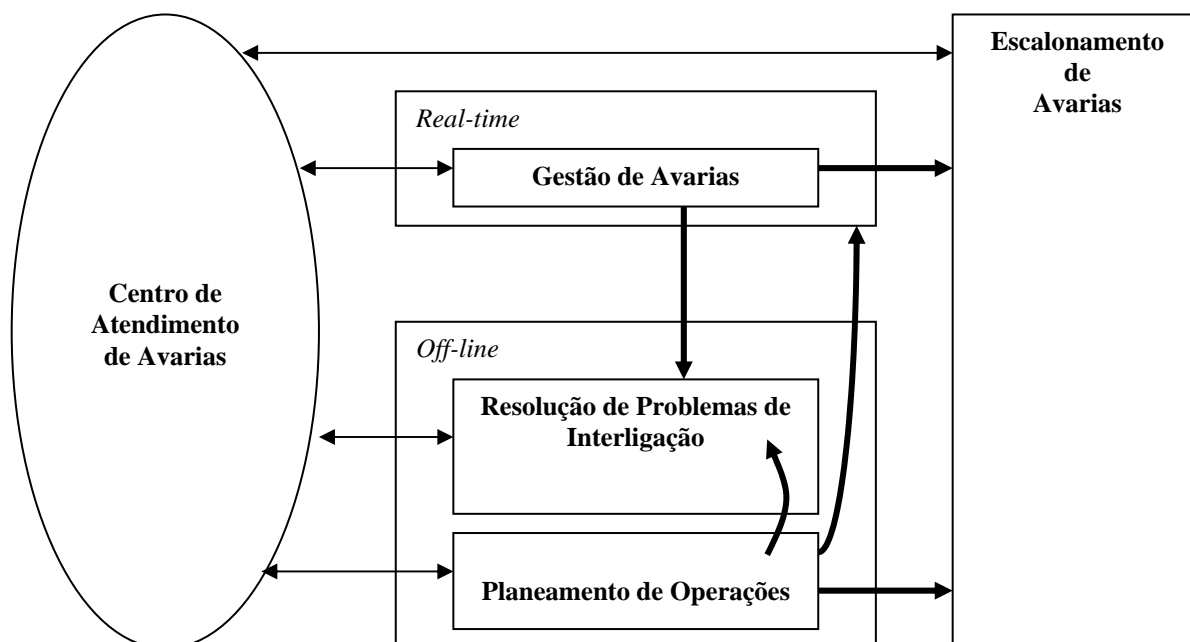 Escalonamento
de
Avarias
Real-time
Gestão de Avarias
Centro de
Atendimento
de Avarias
Off-line
Resolução de Problemas de
Interligação
Planeamento de Operações